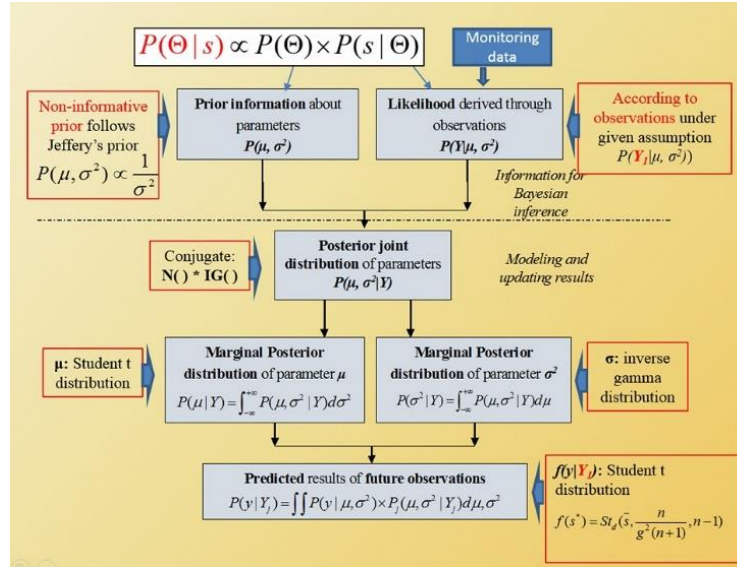 P(Θ | s) ∝ P(Θ) × P(s | Θ)
Monitoring
data
Non-informative
prior follows
Jeffery's prior
P(μ, σ²) ∝ 1/σ²
Prior information about
parameters
P(μ, σ²)
Likelihood derived through
observations
P(Y|μ, σ²)
According to
observations under
given assumption
P(Y₁|μ, σ²))
Information for
Bayesian
inference
Conjugate:
N( ) * IG( )
Posterior joint
distribution of parameters
P(μ, σ²|Y)
Modeling and
updating results
μ: Student t
distribution
Marginal Posterior
distribution of parameter μ
P(μ | Y) = ∫₋∞⁺∞ P(μ, σ² | Y)dσ²
Marginal Posterior
distribution of parameter σ²
P(σ² | Y) = ∫₋∞⁺∞ P(μ, σ² | Y)dμ
σ: inverse
gamma
distribution
Predicted results of future observations
P(y | Yⱼ) = ∫∫ P(y | μ, σ²) × Pⱼ(μ, σ² | Yⱼ)dμ, σ²
f(y|Y₁): Student t
distribution
f(s*) = St_d(s̄, n/(g²(n+1)), n−1)